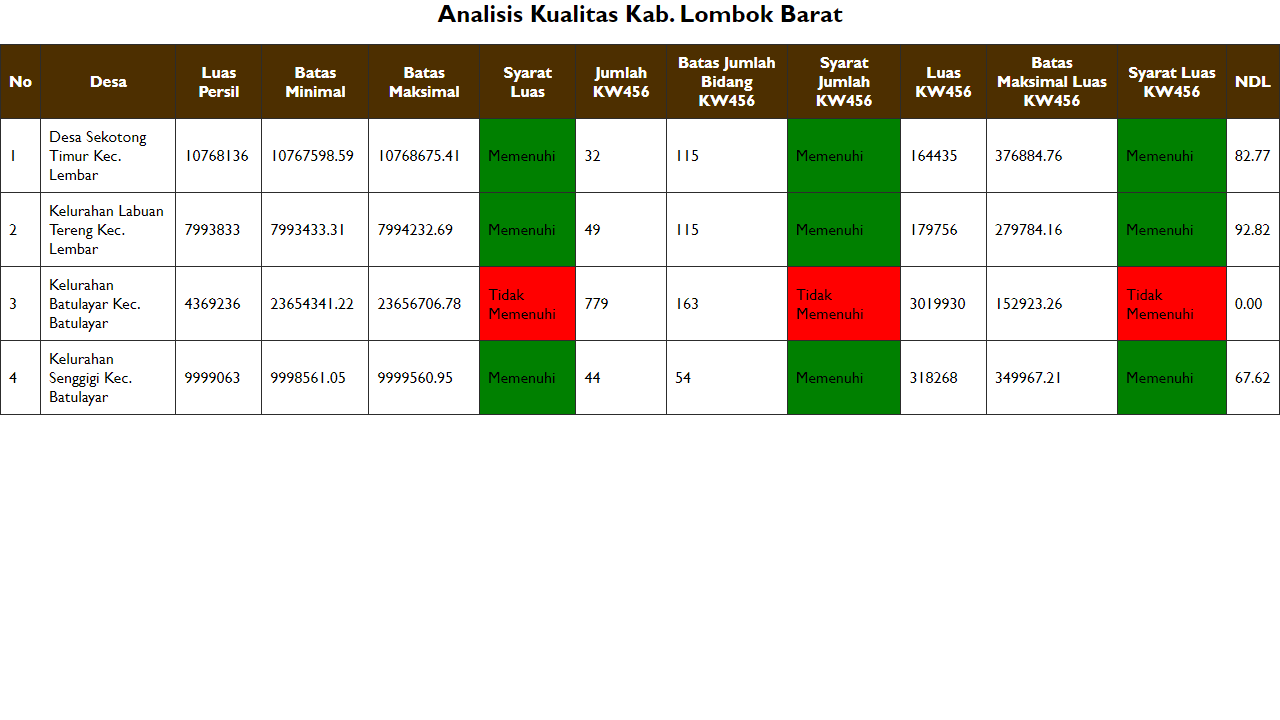 Analisis Kualitas Kab. Lombok Barat
No Desa Luas Persil Batas Minimal Batas Maksimal Syarat Luas Jumlah KW456 Batas Jumlah Bidang KW456 Syarat Jumlah KW456 Luas KW456 Batas Maksimal Luas KW456 Syarat Luas KW456 NDL
1 Desa Sekotong Timur Kec. Lembar 10768136 10767598.59 10768675.41 Memenuhi 32 115 Memenuhi 164435 376884.76 Memenuhi 82.77
2 Kelurahan Labuan Tereng Kec. Lembar 7993833 7993433.31 7994232.69 Memenuhi 49 115 Memenuhi 179756 279784.16 Memenuhi 92.82
3 Kelurahan Batulayar Kec. Batulayar 4369236 23654341.22 23656706.78 Tidak Memenuhi 779 163 Tidak Memenuhi 3019930 152923.26 Tidak Memenuhi 0.00
4 Kelurahan Senggigi Kec. Batulayar 9999063 9998561.05 9999560.95 Memenuhi 44 54 Memenuhi 318268 349967.21 Memenuhi 67.62